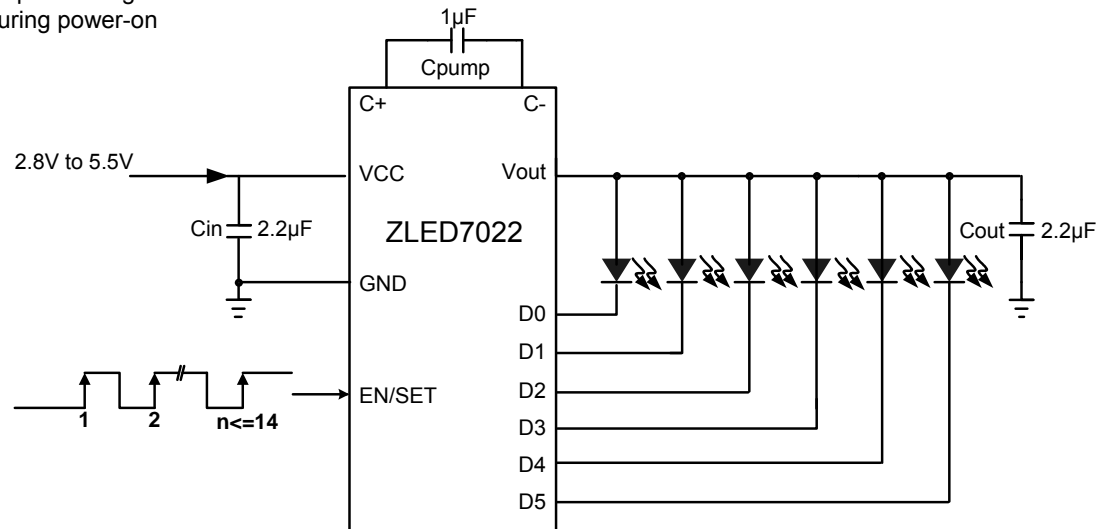 uring power-on
1µF
Cpump
C+
C-
2.8V to 5.5V
VCC
Vout
Cin
2.2µF
ZLED7022
Cout
2.2µF
GND
D0
D1
D2
D3
D4
D5
EN/SET
1
2
n<=14